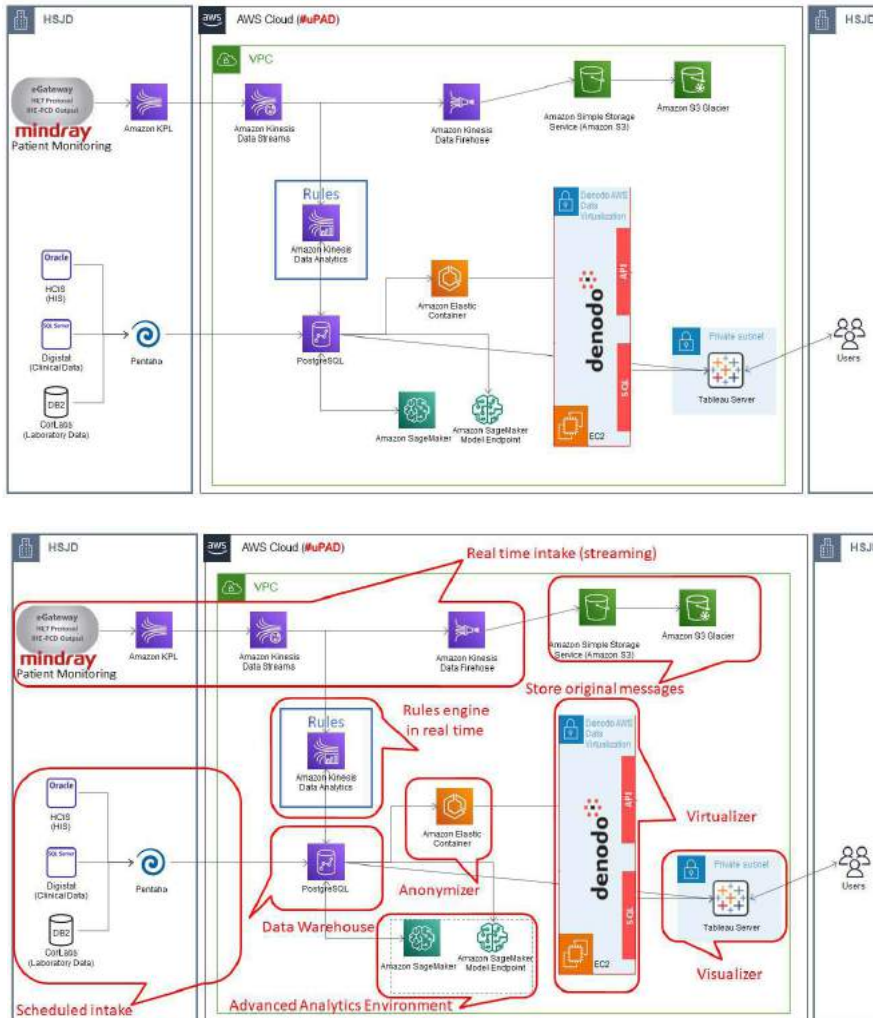 HSJD
aws
AWS Cloud (#uPAD)
HSJD
VPC
eGateway
HL7 Protocol
IHE-PCD Output
mindray
Patient Monitoring
Amazon KPL
Amazon Kinesis
Data Streams
Amazon Kinesis
Data Firehose
Amazon Simple Storage
Service (Amazon S3)
Amazon S3 Glacier
Rules
Amazon Kinesis
Data Analytics
Denodo AWS
Data
Virtualization
API
denodo
SQL
EC2
Oracle
HCIS
(HIS)
SQL Server
Digistat
(Clinical Data)
DB2
CorLabs
(Laboratory Data)
Pentaho
PostgreSQL
Amazon Elastic
Container
Amazon SageMaker
Amazon SageMaker
Model Endpoint
Private subnet
Tableau Server
Users
HSJD
aws
AWS Cloud (#uPAD)
Real time intake (streaming)
HSJD
VPC
eGateway
HL7 Protocol
IHE-PCD Output
mindray
Patient Monitoring
Amazon KPL
Amazon Kinesis
Data Streams
Amazon Kinesis
Data Firehose
Amazon Simple Storage
Service (Amazon S3)
Amazon S3 Glacier
Store original messages
Rules
Amazon Kinesis
Data Analytics
Rules engine
in real time
Denodo AWS
Data
Virtualization
API
denodo
SQL
EC2
Virtualizer
Oracle
HCIS
(HIS)
SQL Server
Digistat
(Clinical Data)
DB2
CorLabs
(Laboratory Data)
Pentaho
Scheduled intake
PostgreSQL
Data Warehouse
Amazon Elastic
Container
Anonymizer
Amazon SageMaker
Amazon SageMaker
Model Endpoint
Advanced Analytics Environment
Private subnet
Tableau Server
Visualizer
Users